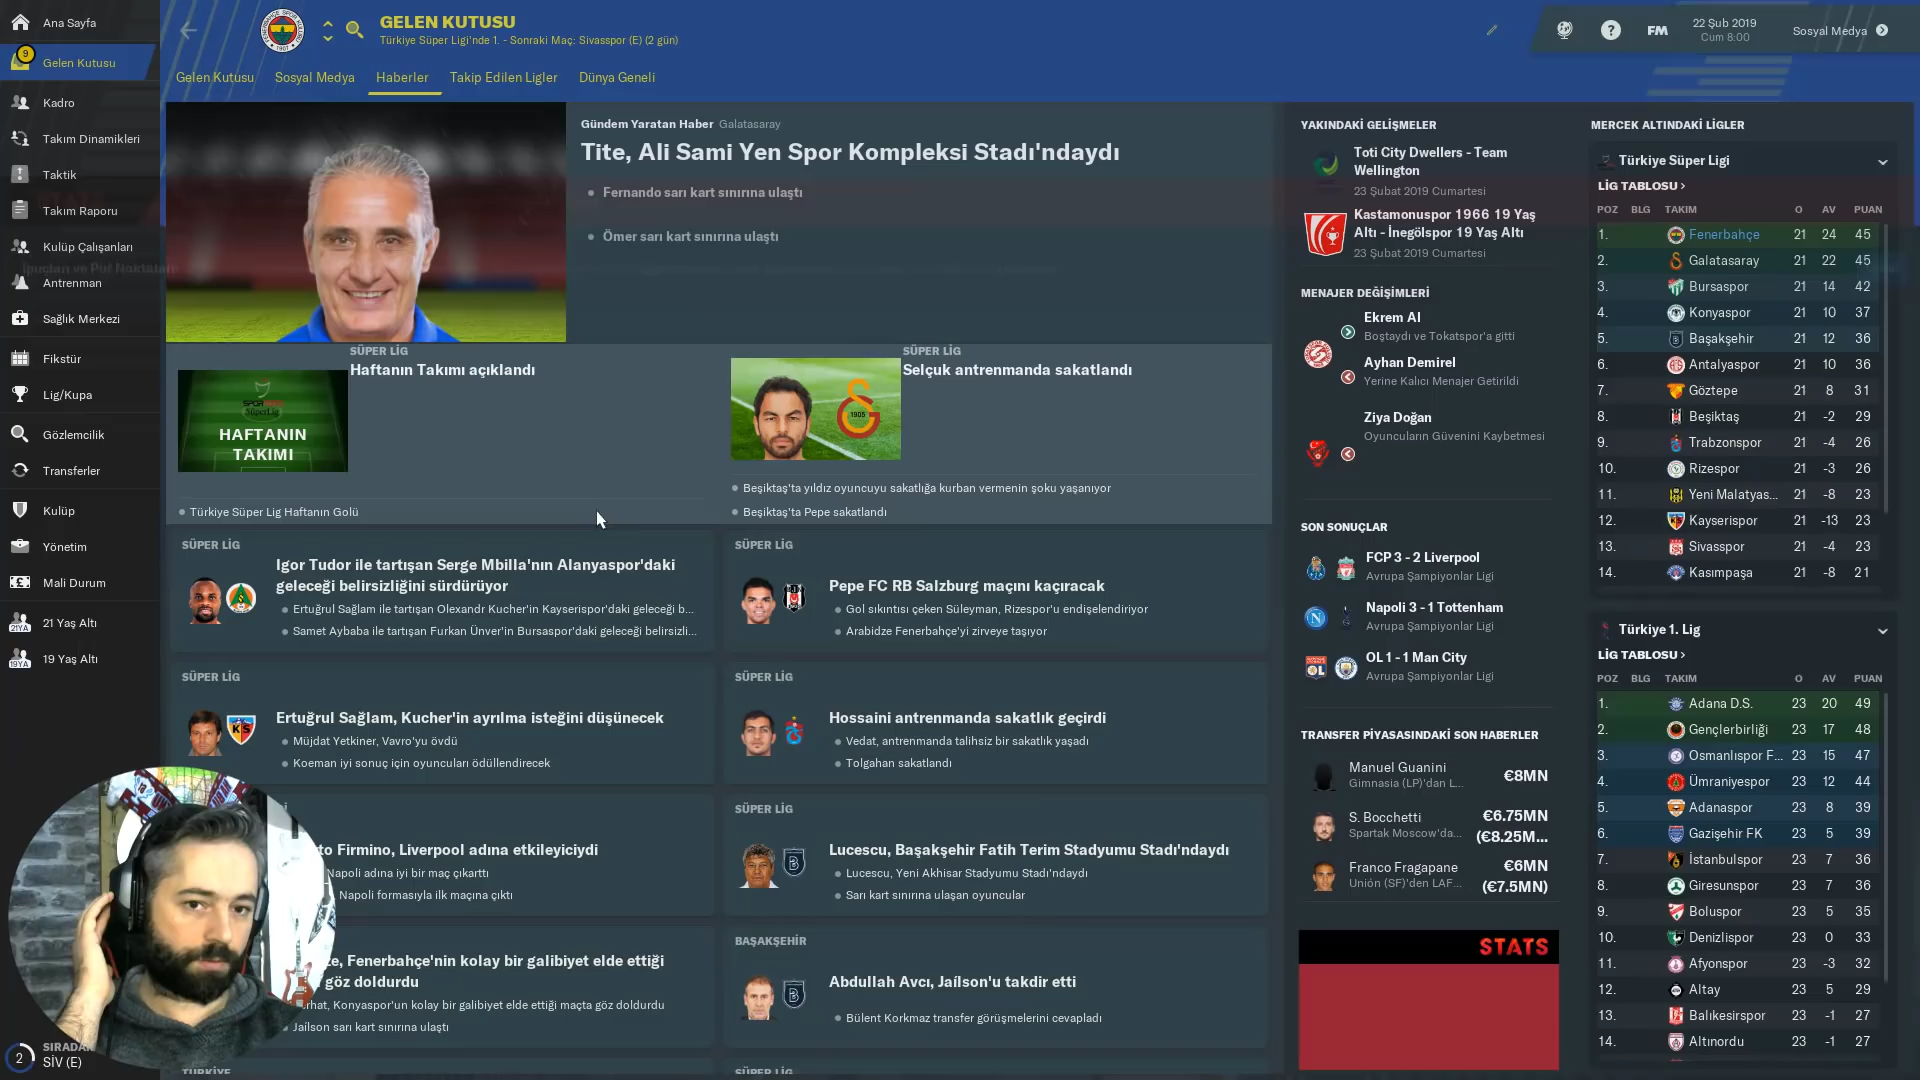 Ana Sayfa
9
Gelen Kutusu
Kadro
Takım Dinamikleri
Taktik
Takım Raporu
Kulüp Çalışanları
Antrenman
Sağlık Merkezi
Fikstür
Lig/Kupa
Gözlemcilik
Transferler
Kulüp
Yönetim
Mali Durum
21 Yaş Altı
19 Yaş Altı
2
SIRADA
SİV (E)
GELEN KUTUSU
Türkiye Süper Ligi'nde 1. - Sonraki Maç: Sivasspor (E) (2 gün)
FM
22 Şub 2019
Cum 8:00
Sosyal Medya
Gelen Kutusu
Sosyal Medya
Haberler
Takip Edilen Ligler
Dünya Geneli
Gündem Yaratan Haber Galatasaray
Tite, Ali Sami Yen Spor Kompleksi Stadı'ndaydı
Fernando sarı kart sınırına ulaştı
Ömer sarı kart sınırına ulaştı
SÜPER LİG
Haftanın Takımı açıklandı
HAFTANIN
TAKIMI
Türkiye Süper Lig Haftanın Golü
SÜPER LİG
Selçuk antrenmanda sakatlandı
Beşiktaş'ta yıldız oyuncuyu sakatlığa kurban vermenin şoku yaşanıyor
Beşiktaş'ta Pepe sakatlandı
SÜPER LİG
Igor Tudor ile tartışan Serge Mbilla'nın Alanyaspor'daki
geleceği belirsizliğini sürdürüyor
Ertuğrul Sağlam ile tartışan Olexandr Kucher'in Kayserispor'daki geleceği b...
Samet Aybaba ile tartışan Furkan Ünver'in Bursaspor'daki geleceği belirsizli...
SÜPER LİG
Pepe FC RB Salzburg maçını kaçıracak
Gol sıkıntısı çeken Süleyman, Rizespor'u endişelendiriyor
Arabidze Fenerbahçe'yi zirveye taşıyor
SÜPER LİG
Ertuğrul Sağlam, Kucher'in ayrılma isteğini düşünecek
Müjdat Yetkiner, Vavro'yu övdü
Koeman iyi sonuç için oyuncuları ödüllendirecek
SÜPER LİG
Hossaini antrenmanda sakatlık geçirdi
Vedat, antrenmanda talihsiz bir sakatlık yaşadı
Tolgahan sakatlandı
Firmino, Liverpool adına etkileyiciydi
Napoli adına iyi bir maç çıkarttı
Napoli formasıyla ilk maçına çıktı
SÜPER LİG
Lucescu, Başakşehir Fatih Terim Stadyumu Stadı'ndaydı
Lucescu, Yeni Akhisar Stadyumu Stadı'ndaydı
Sarı kart sınırına ulaşan oyuncular
Fenerbahçe'nin kolay bir galibiyet elde ettiği
göz doldurdu
Konyaspor'un kolay bir galibiyet elde ettiği maçta göz doldurdu
Jaílson sarı kart sınırına ulaştı
BAŞAKŞEHİR
Abdullah Avcı, Jaílson'u takdir etti
Bülent Korkmaz transfer görüşmelerini cevapladı
TÜRKİYE
SÜPER LİG
YAKINDAKİ GELİŞMELER
Toti City Dwellers - Team
Wellington
23 Şubat 2019 Cumartesi
Kastamonuspor 1966 19 Yaş
Altı - İnegölspor 19 Yaş Altı
23 Şubat 2019 Cumartesi
MENAJER DEĞİŞİMLERİ
Ekrem Al
Boştaydı ve Tokatspor'a gitti
Ayhan Demirel
Yerine Kalıcı Menajer Getirildi
Ziya Doğan
Oyuncuların Güvenini Kaybetmesi
SON SONUÇLAR
FCP 3 - 2 Liverpool
Avrupa Şampiyonlar Ligi
Napoli 3 - 1 Tottenham
Avrupa Şampiyonlar Ligi
OL 1 - 1 Man City
Avrupa Şampiyonlar Ligi
TRANSFER PİYASASINDAKİ SON HABERLER
Manuel Guanini €8MN
Gimnasia (LP)'dan L...
S. Bocchetti €6.75MN
Spartak Moscow'da... (€8.25M...
Franco Fragapane €6MN
Unión (SF)'den LAF... (€7.5MN)
STATS
MERCEK ALTINDAKİ LİGLER
Türkiye Süper Ligi
LİG TABLOSU ›
POZ BLG TAKIM O AV PUAN
1. Fenerbahçe 21 24 45
2. Galatasaray 21 22 45
3. Bursaspor 21 14 42
4. Konyaspor 21 10 37
5. Başakşehir 21 12 36
6. Antalyaspor 21 10 36
7. Göztepe 21 8 31
8. Beşiktaş 21 -2 29
9. Trabzonspor 21 -4 26
10. Rizespor 21 -3 26
11. Yeni Malatyas... 21 -8 23
12. Kayserispor 21 -13 23
13. Sivasspor 21 -4 23
14. Kasımpaşa 21 -8 21
Türkiye 1. Lig
LİG TABLOSU ›
POZ BLG TAKIM O AV PUAN
1. Adana D.S. 23 20 49
2. Gençlerbirliği 23 17 48
3. Osmanlıspor F... 23 15 47
4. Ümraniyespor 23 12 44
5. Adanaspor 23 8 39
6. Gazişehir FK 23 5 39
7. İstanbulspor 23 7 36
8. Giresunspor 23 7 36
9. Boluspor 23 5 35
10. Denizlispor 23 0 33
11. Afyonspor 23 -3 32
12. Altay 23 5 29
13. Balıkesirspor 23 -1 27
14. Altınordu 23 -1 27